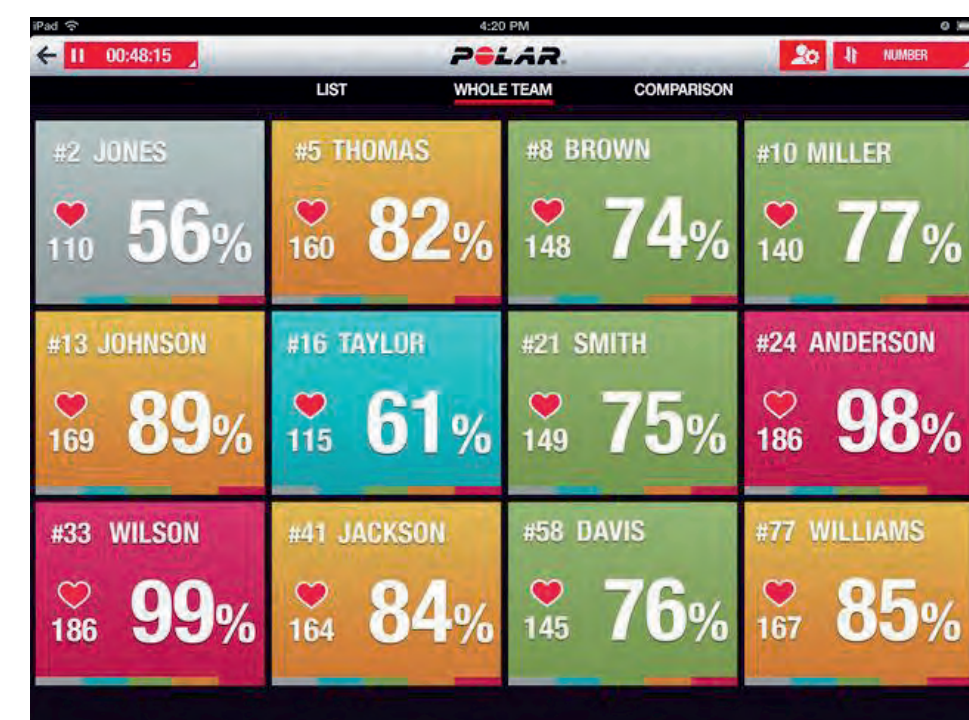 iPad 4:20 PM
00:48:15 POLAR NUMBER
LIST WHOLE TEAM COMPARISON
#2 JONES
110 56%
#5 THOMAS
160 82%
#8 BROWN
148 74%
#10 MILLER
140 77%
#13 JOHNSON
169 89%
#16 TAYLOR
115 61%
#21 SMITH
149 75%
#24 ANDERSON
186 98%
#33 WILSON
186 99%
#41 JACKSON
164 84%
#58 DAVIS
145 76%
#77 WILLIAMS
167 85%